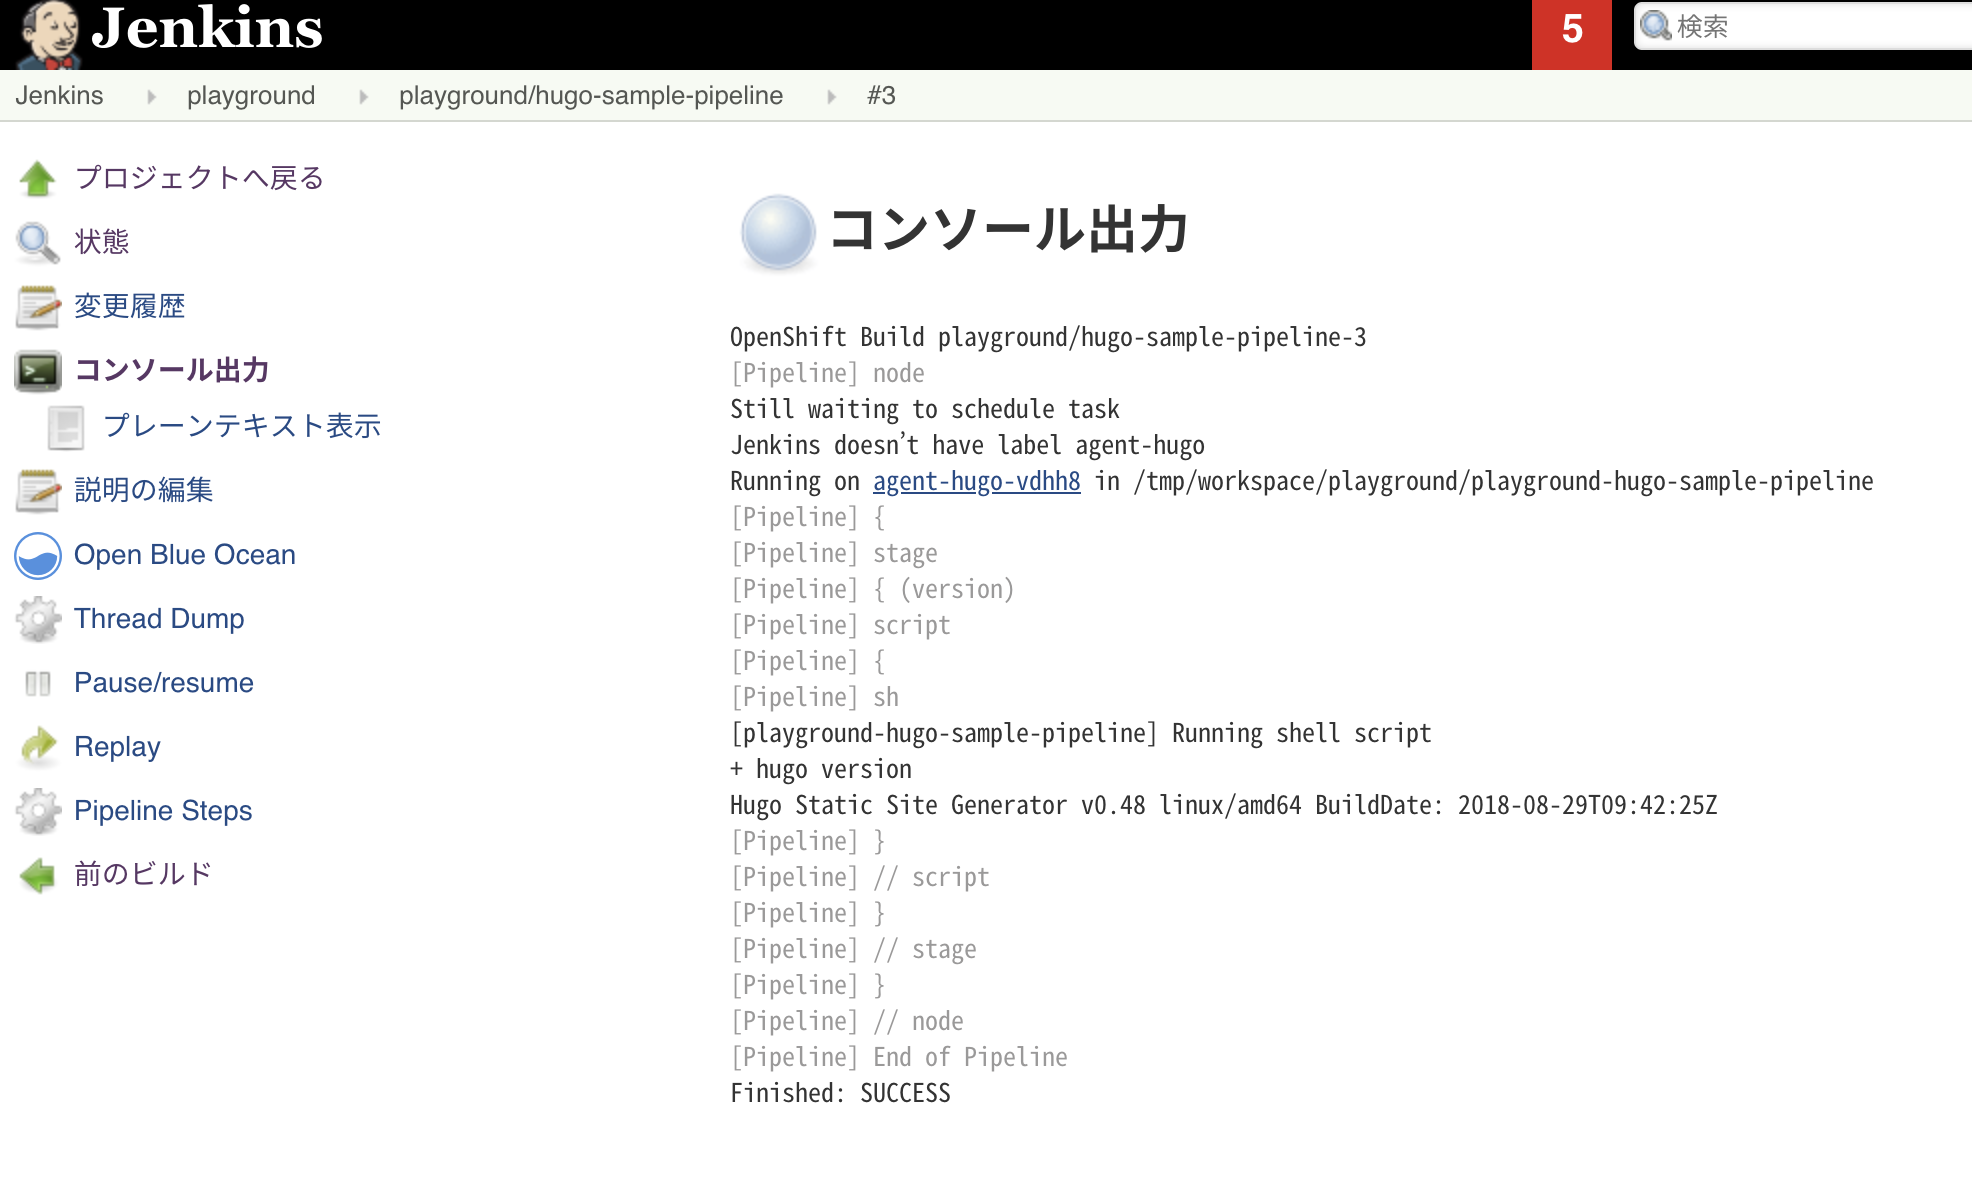 Jenkins
5
検索
Jenkins playground playground/hugo-sample-pipeline #3
プロジェクトへ戻る
状態
変更履歴
コンソール出力
プレーンテキスト表示
説明の編集
Open Blue Ocean
Thread Dump
Pause/resume
Replay
Pipeline Steps
前のビルド
コンソール出力
OpenShift Build playground/hugo-sample-pipeline-3
[Pipeline] node
Still waiting to schedule task
Jenkins doesn’t have label agent-hugo
Running on agent-hugo-vdhh8 in /tmp/workspace/playground/playground-hugo-sample-pipeline
[Pipeline] {
[Pipeline] stage
[Pipeline] { (version)
[Pipeline] script
[Pipeline] {
[Pipeline] sh
[playground-hugo-sample-pipeline] Running shell script
+ hugo version
Hugo Static Site Generator v0.48 linux/amd64 BuildDate: 2018-08-29T09:42:25Z
[Pipeline] }
[Pipeline] // script
[Pipeline] }
[Pipeline] // stage
[Pipeline] }
[Pipeline] // node
[Pipeline] End of Pipeline
Finished: SUCCESS